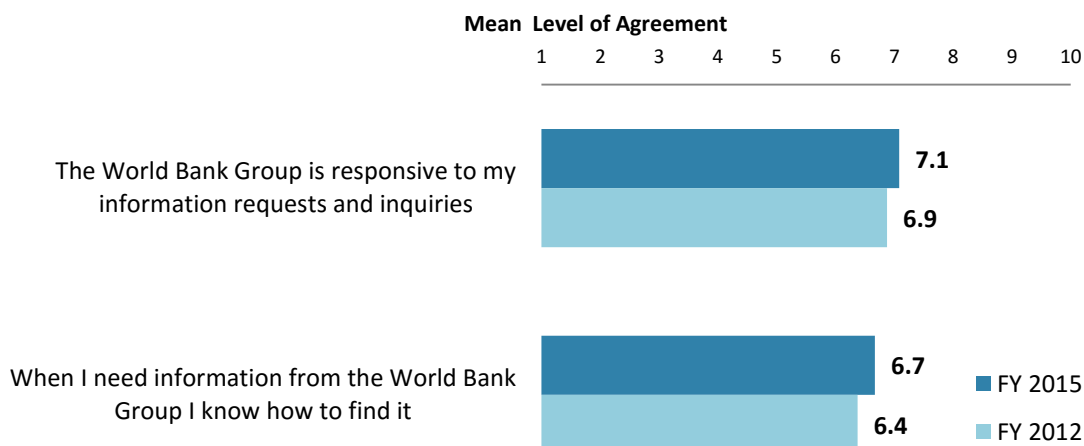 Mean Level of Agreement
1 2 3 4 5 6 7 8 9 10
The World Bank Group is responsive to my
information requests and inquiries
7.1
6.9
When I need information from the World Bank
Group I know how to find it
6.7
6.4
FY 2015
FY 2012